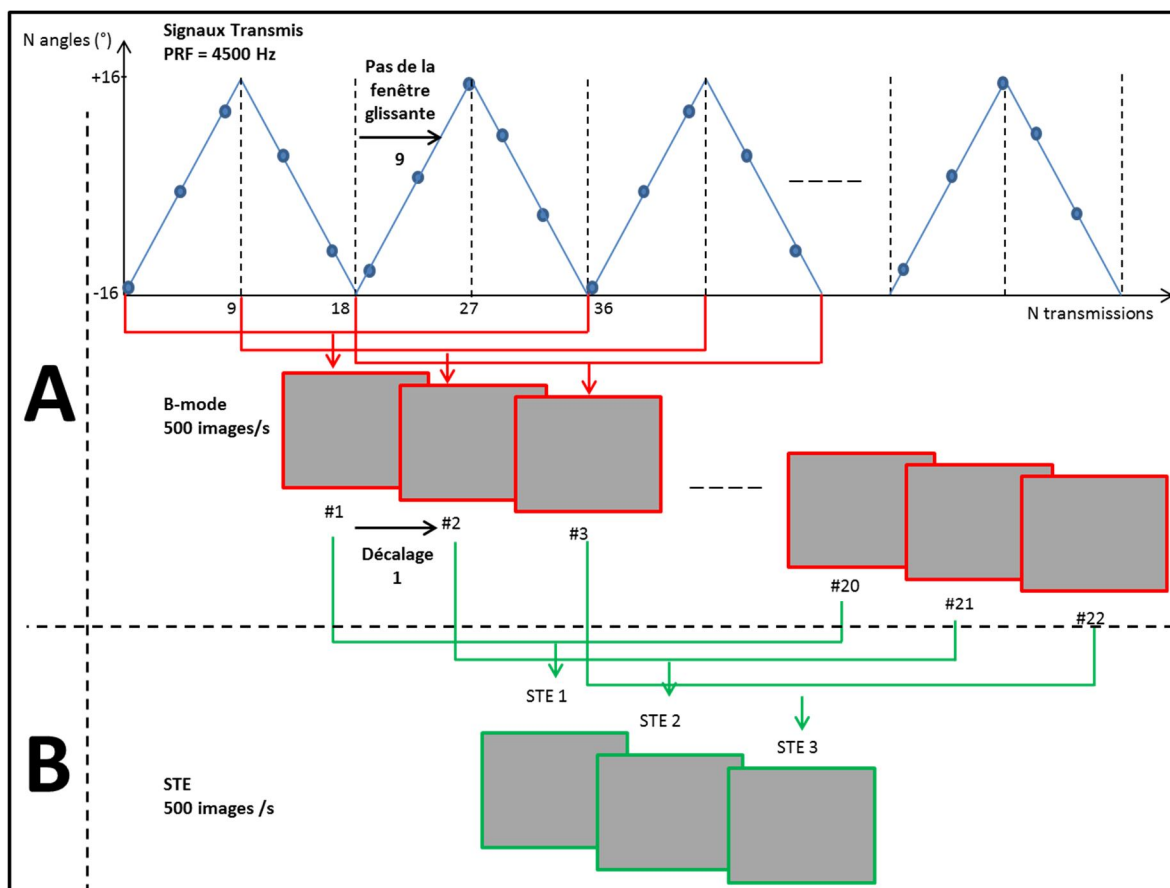 N angles (°)
Signaux Transmis
PRF = 4500 Hz
+16
Pas de la
fenêtre
glissante
9
-16
9
18
27
36
N transmissions
A
B-mode
500 images/s
#1
#2
#3
Décalage
1
#20
#21
#22
STE 1
STE 2
STE 3
B
STE
500 images /s